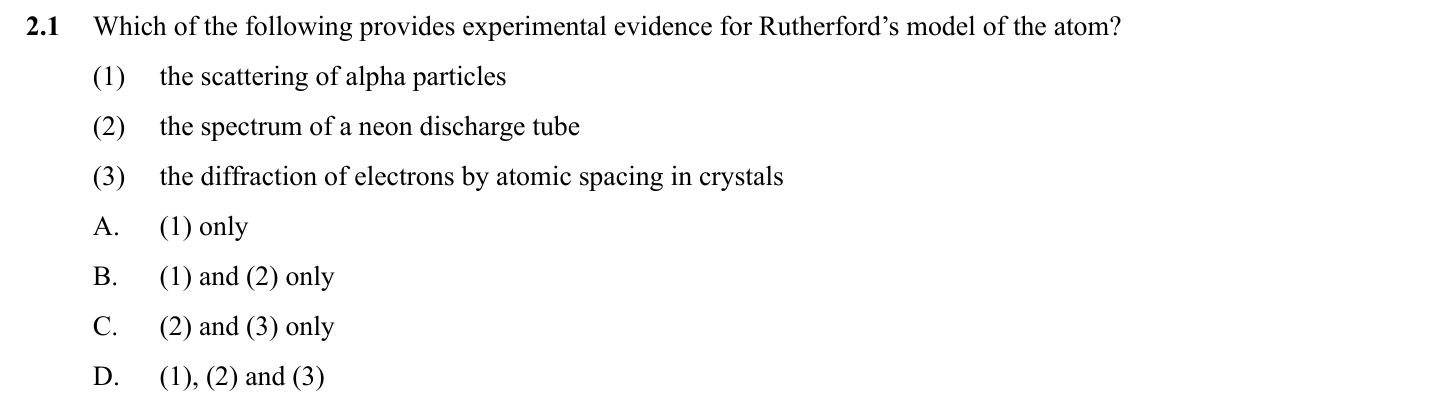 2.1 Which of the following provides experimental evidence for Rutherford’s model of the atom?
(1) the scattering of alpha particles
(2) the spectrum of a neon discharge tube
(3) the diffraction of electrons by atomic spacing in crystals
A. (1) only
B. (1) and (2) only
C. (2) and (3) only
D. (1), (2) and (3)